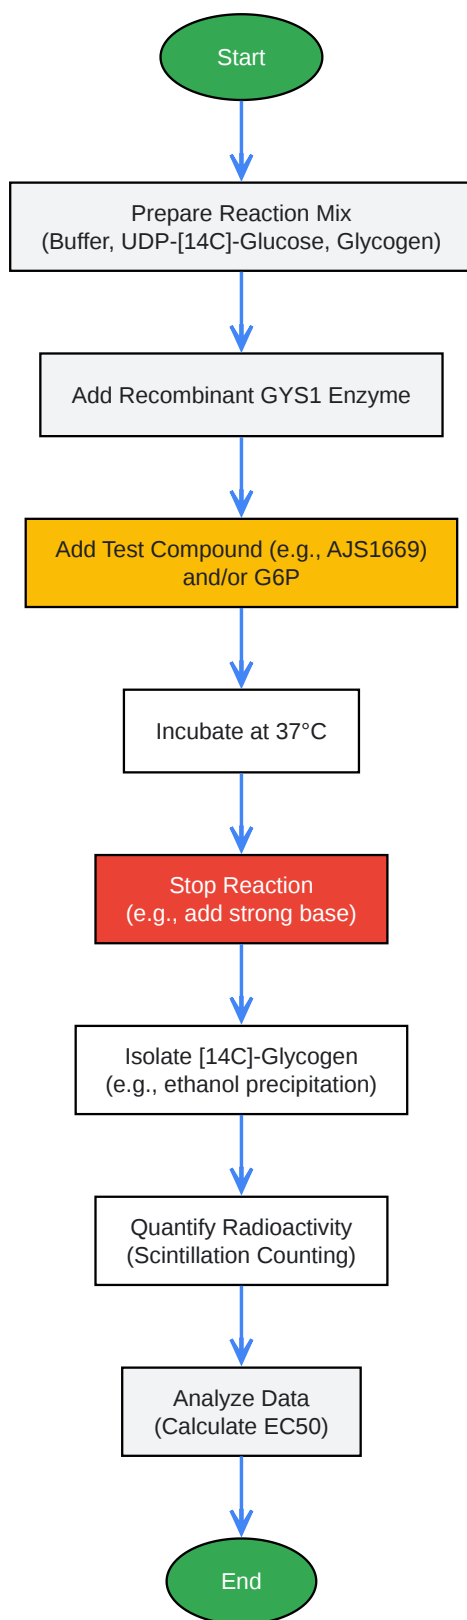 Start
Prepare Reaction Mix
(Buffer, UDP-[14C]-Glucose, Glycogen)
Add Recombinant GYS1 Enzyme
Add Test Compound (e.g., AJS1669)
and/or G6P
Incubate at 37°C
Stop Reaction
(e.g., add strong base)
Isolate [14C]-Glycogen
(e.g., ethanol precipitation)
Quantify Radioactivity
(Scintillation Counting)
Analyze Data
(Calculate EC50)
End